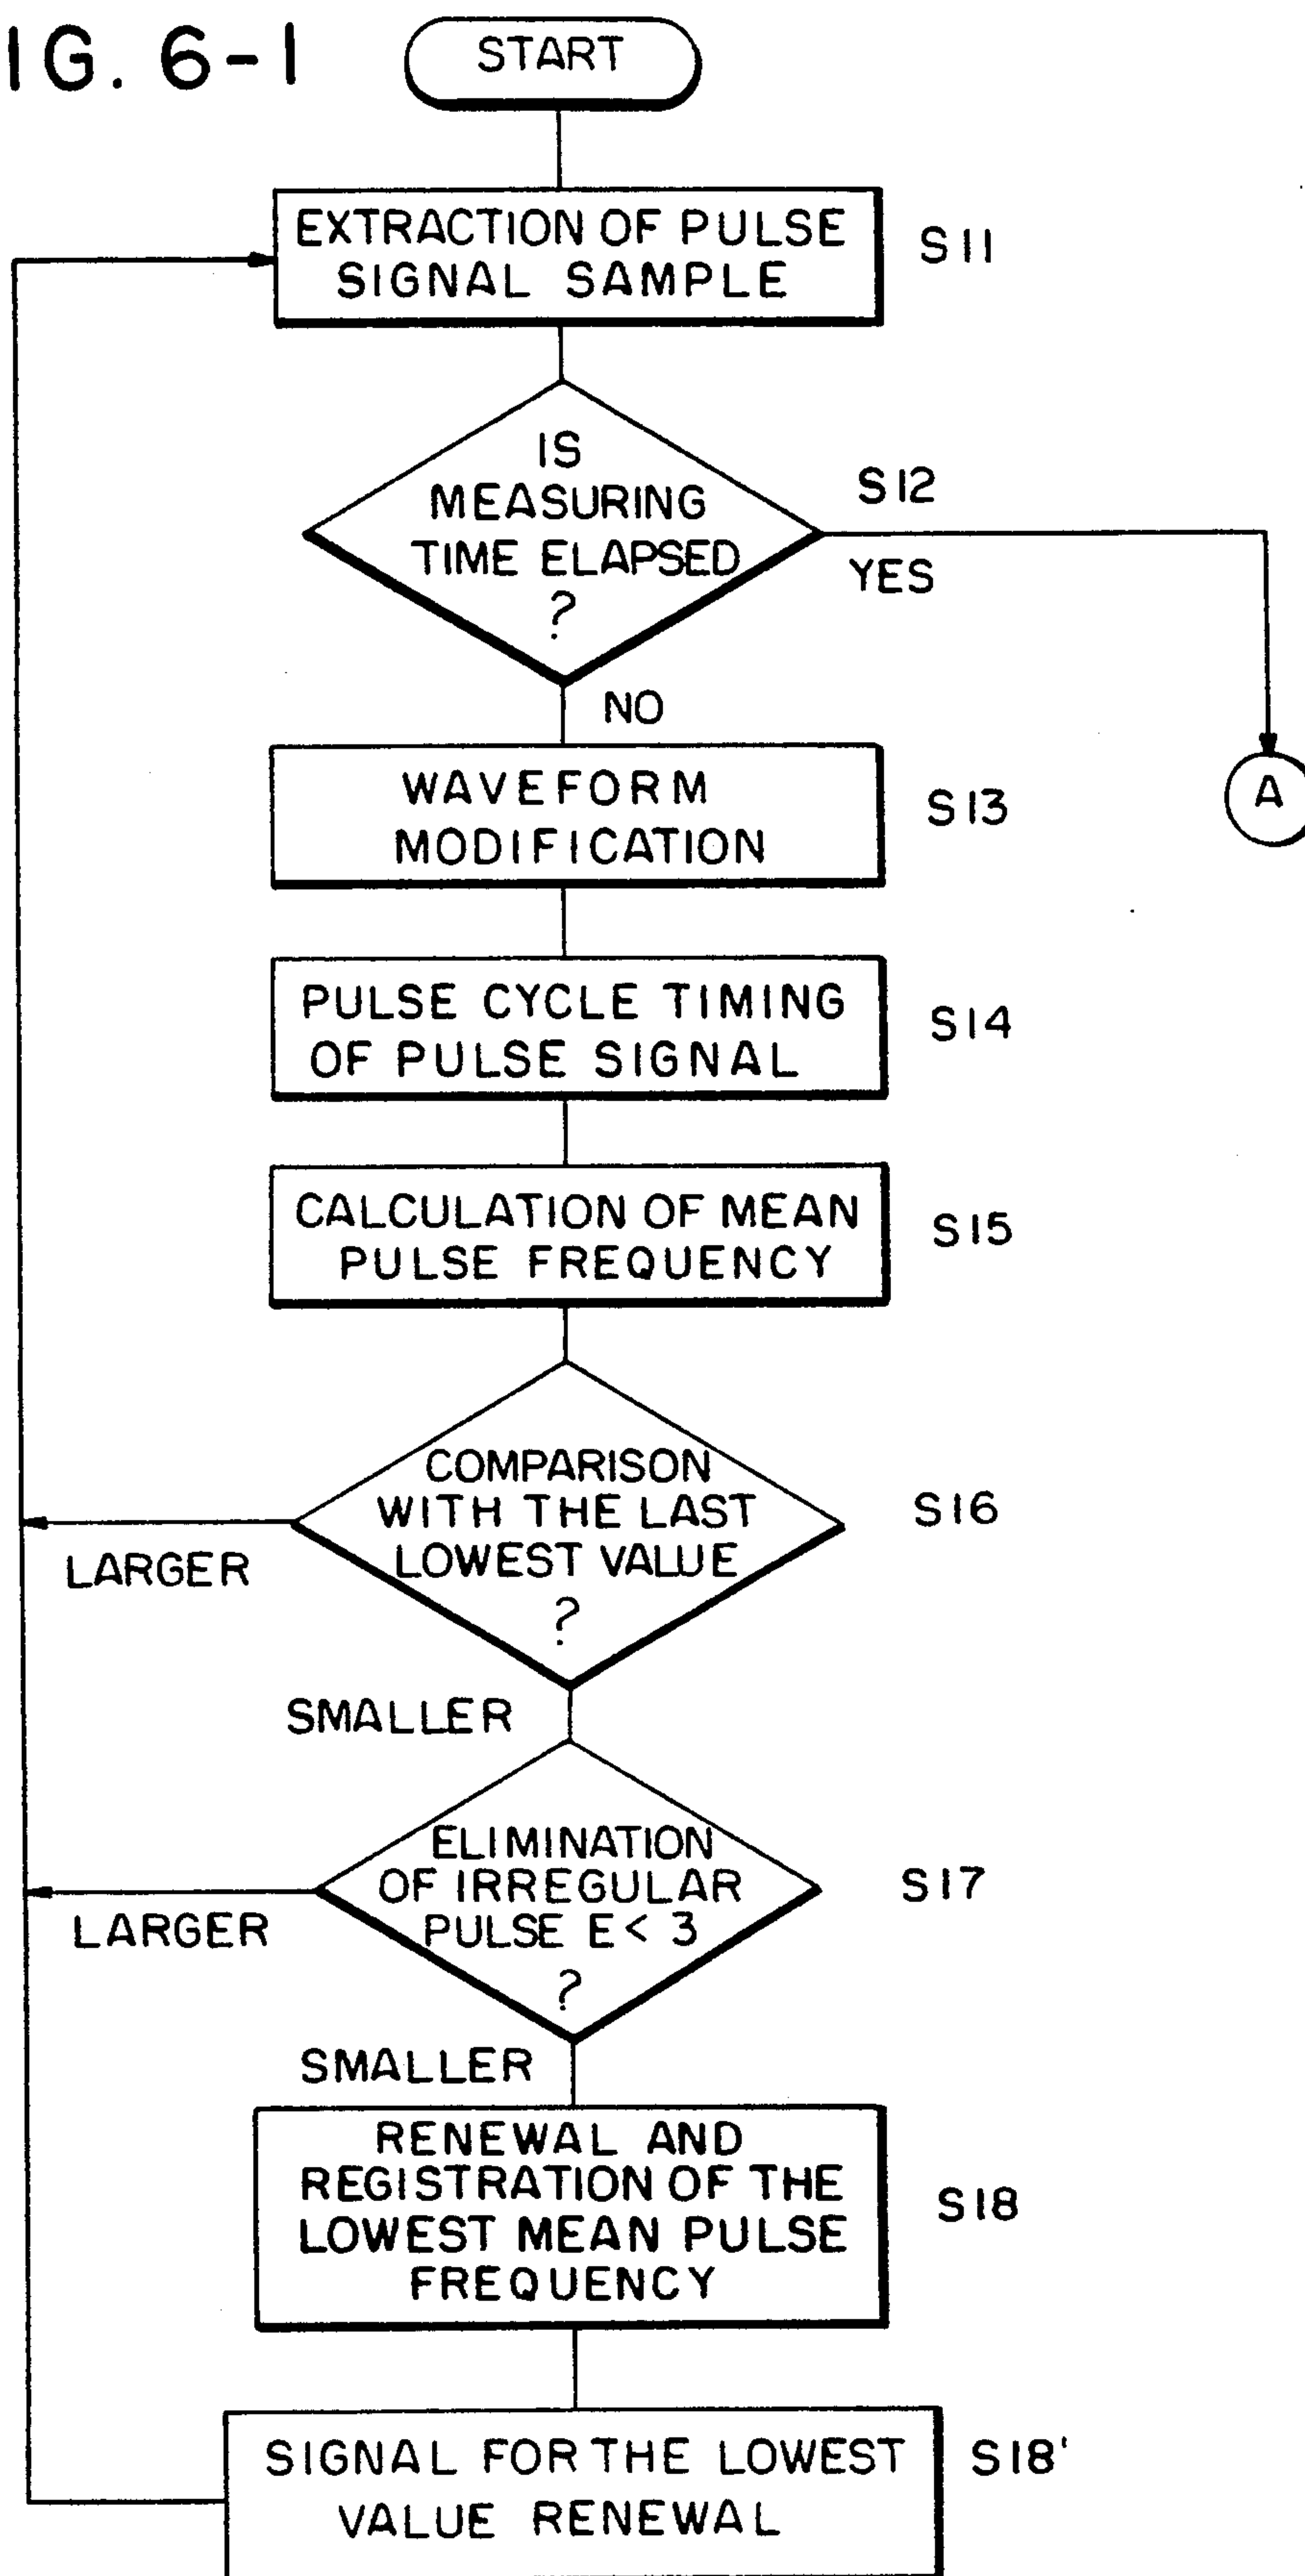 IG. 6-1
START
EXTRACTION OF PULSE
SIGNAL SAMPLE
S11
IS
MEASURING
TIME ELAPSED
?
S12
YES
NO
A
WAVEFORM
MODIFICATION
S13
PULSE CYCLE TIMING
OF PULSE SIGNAL
S14
CALCULATION OF MEAN
PULSE FREQUENCY
S15
COMPARISON
WITH THE LAST
LOWEST VALUE
?
S16
LARGER
SMALLER
ELIMINATION
OF IRREGULAR
PULSE E < 3
?
S17
LARGER
SMALLER
RENEWAL AND
REGISTRATION OF THE
LOWEST MEAN PULSE
FREQUENCY
S18
SIGNAL FOR THE LOWEST
VALUE RENEWAL
S18'